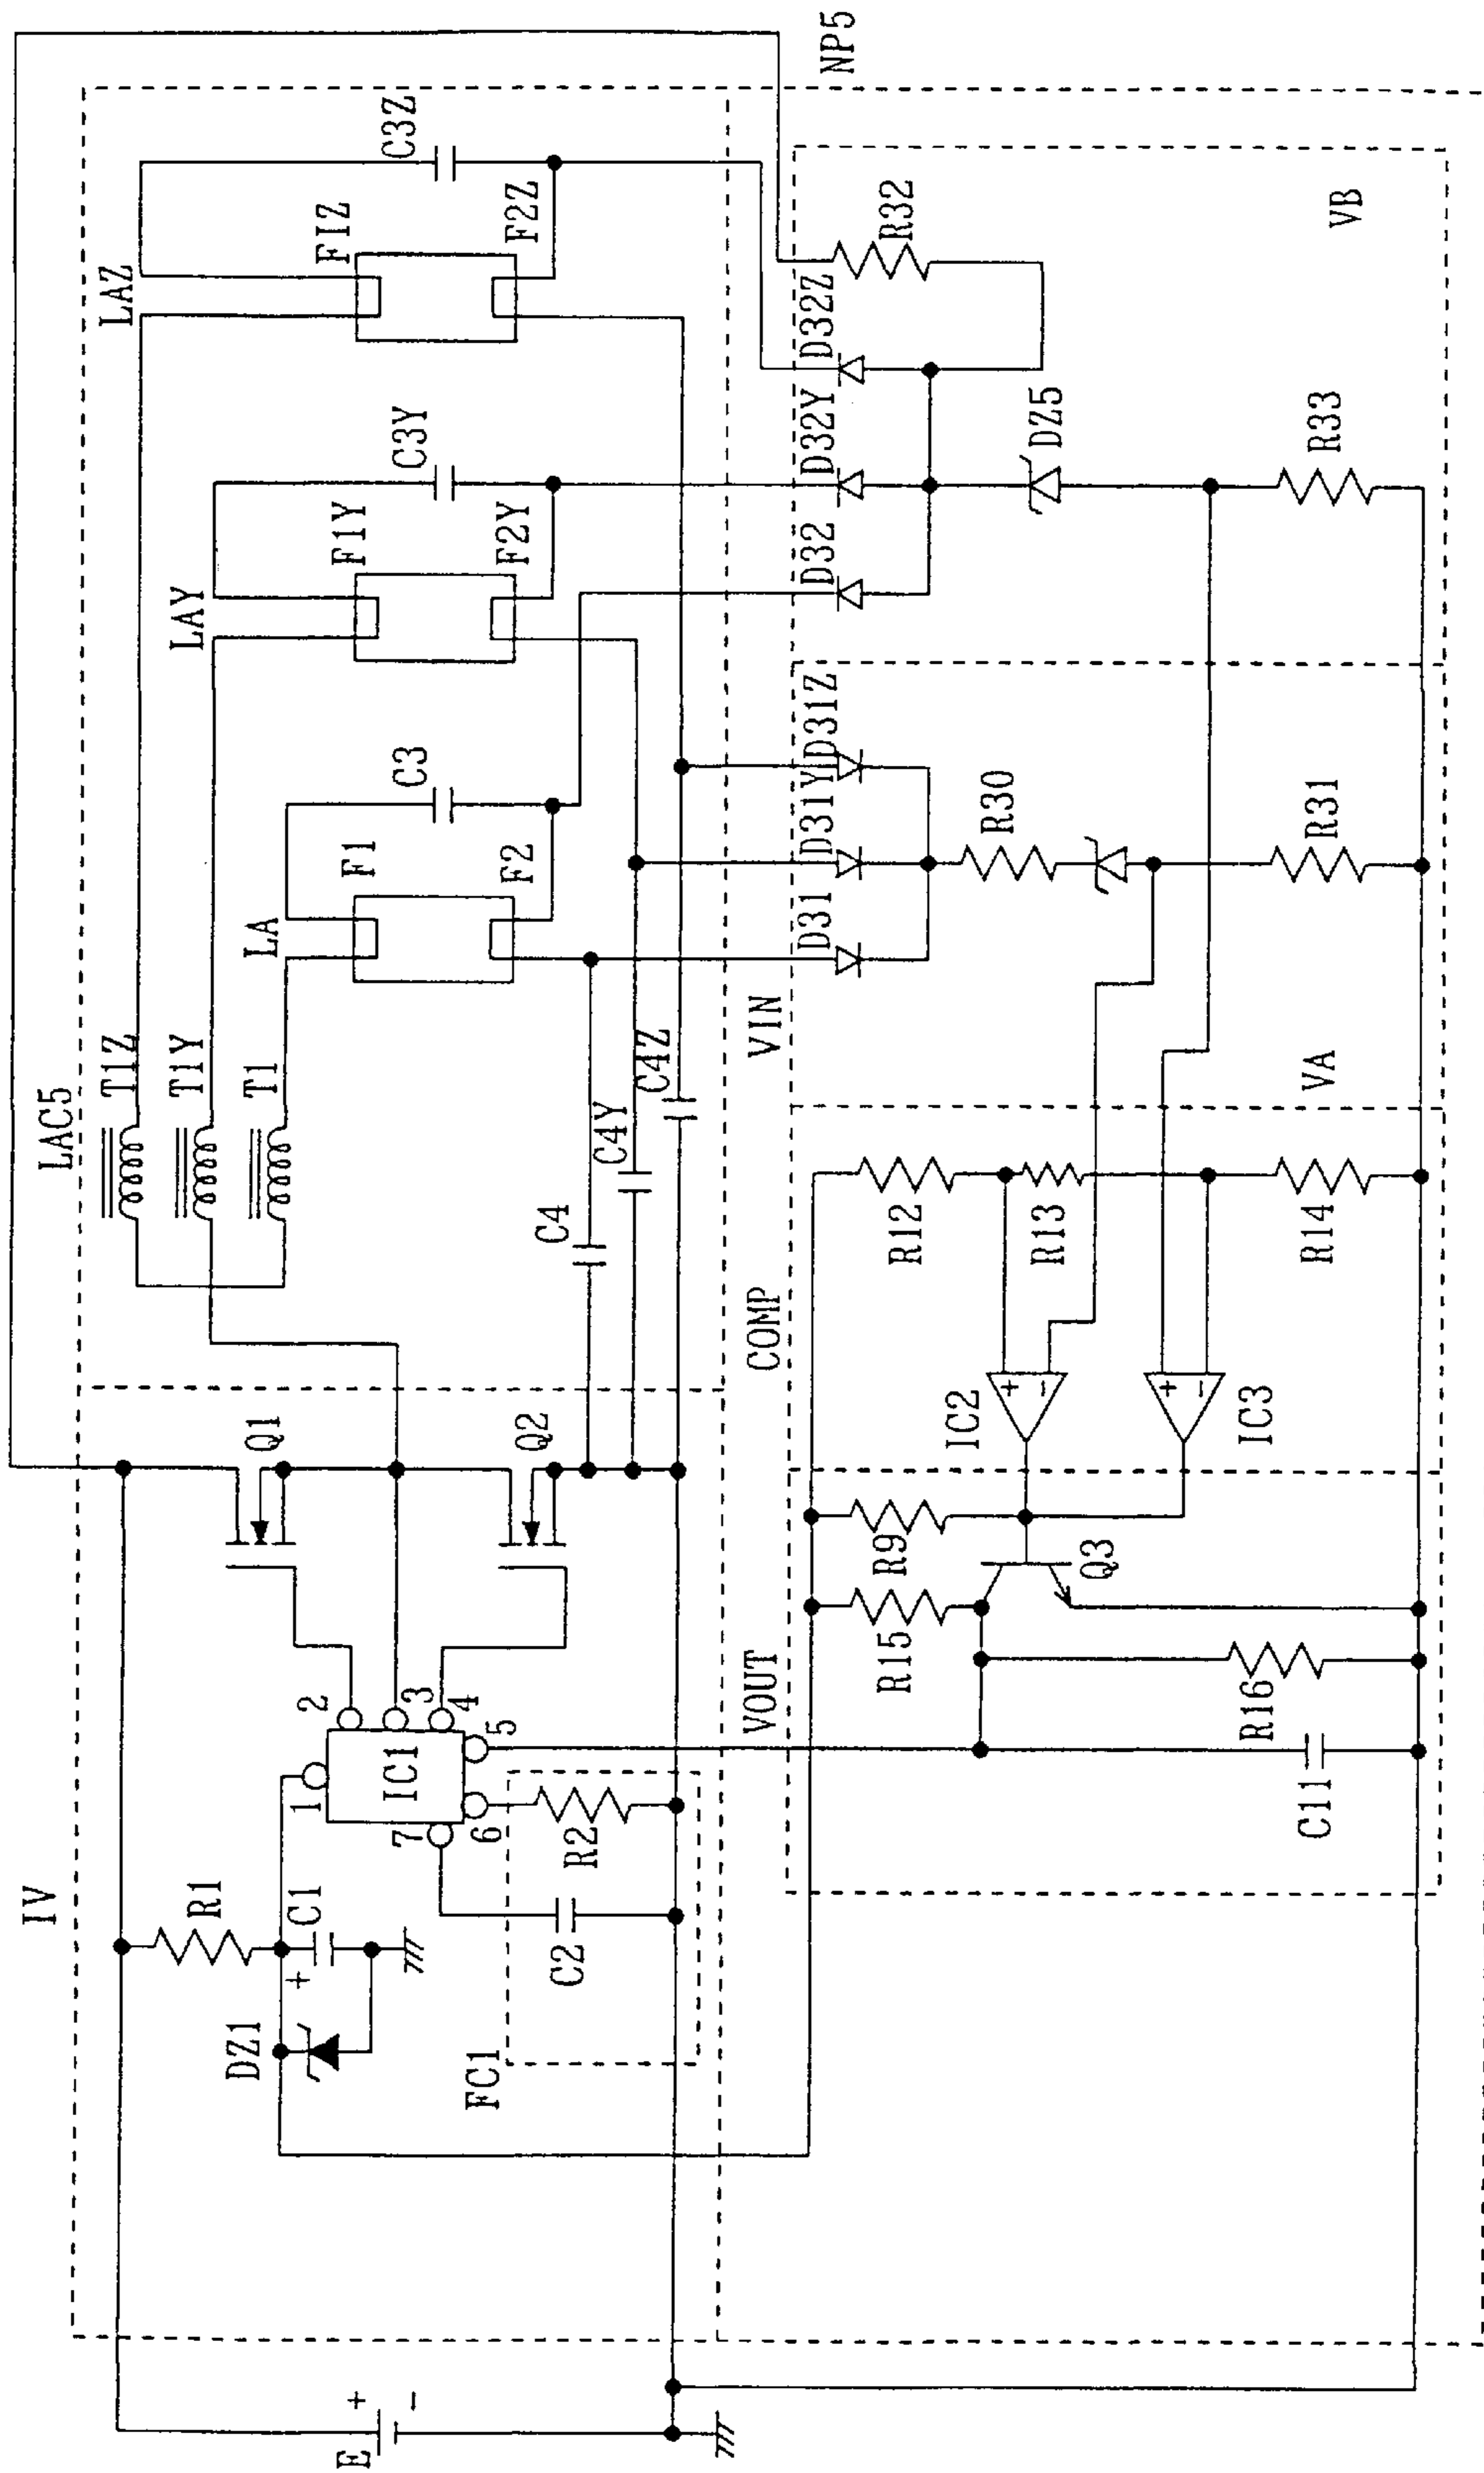 IV
LAC5
NP5
E
+
-
R1
DZ1
+
C1
IC1
1
2
3
4
5
6
7
FC1
C2
R2
Q1
Q2
T1Z
T1Y
T1
C4
C4Y
C4Z
LA
F1
F2
C3
LAY
F1Y
F2Y
C3Y
LAZ
FIZ
F2Z
C3Z
VOUT
COMP
VIN
R15
R9
Q3
R16
C11
IC2
+
-
IC3
+
-
R12
R13
R14
VA
D31
D31Y
D31Z
R30
R31
D32
D32Y
D32Z
R32
DZ5
R33
VB